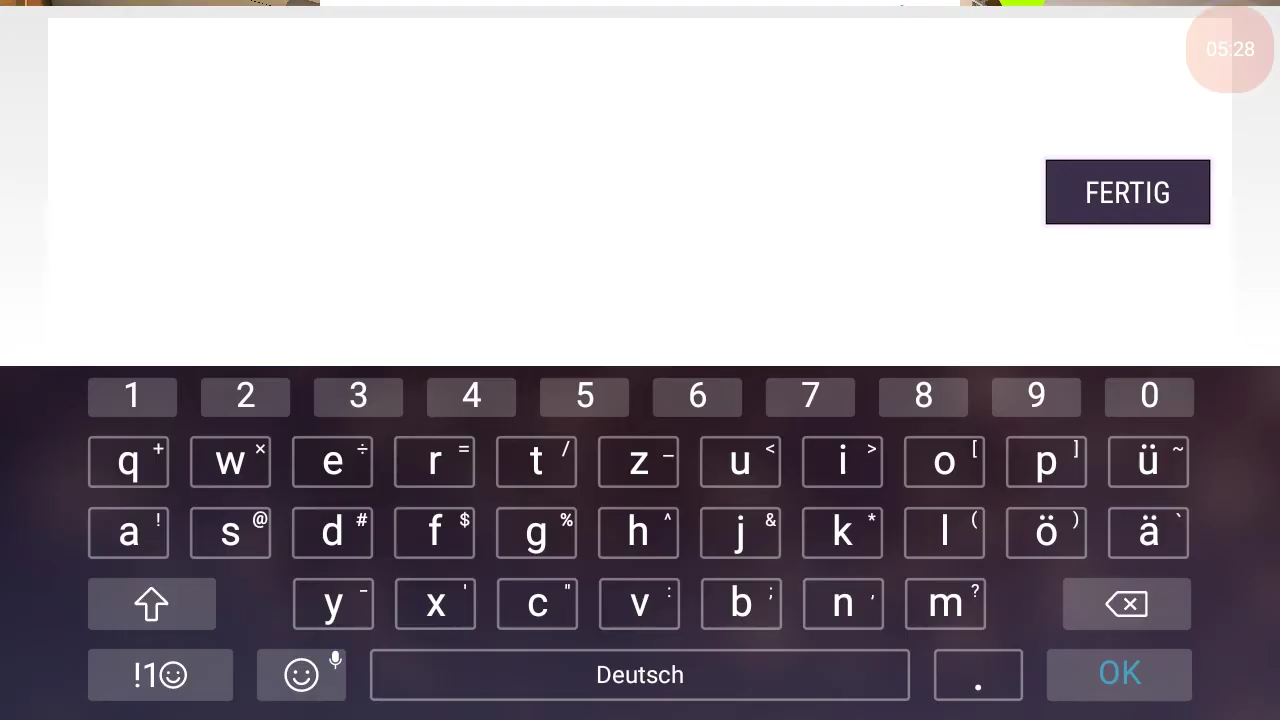 05:28
FERTIG
1 2 3 4 5 6 7 8 9 0
q + w × e ÷ r = t / z _ u < i > o [ p ] ü ~
a ! s @ d # f $ g % h ^ j & k * l ( ö ) ä `
y - x ' c " v : b ; n , m ?
!1☺ Deutsch . OK